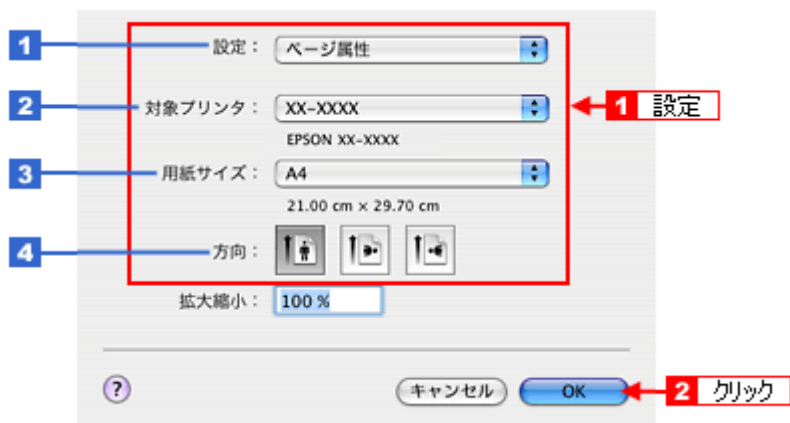 1 設定： ページ属性
2 対象プリンタ： XX-XXXX 1 設定
EPSON XX-XXXX
3 用紙サイズ： A4
21.00 cm × 29.70 cm
4 方向：
拡大縮小： 100 %
? キャンセル OK 2 クリック